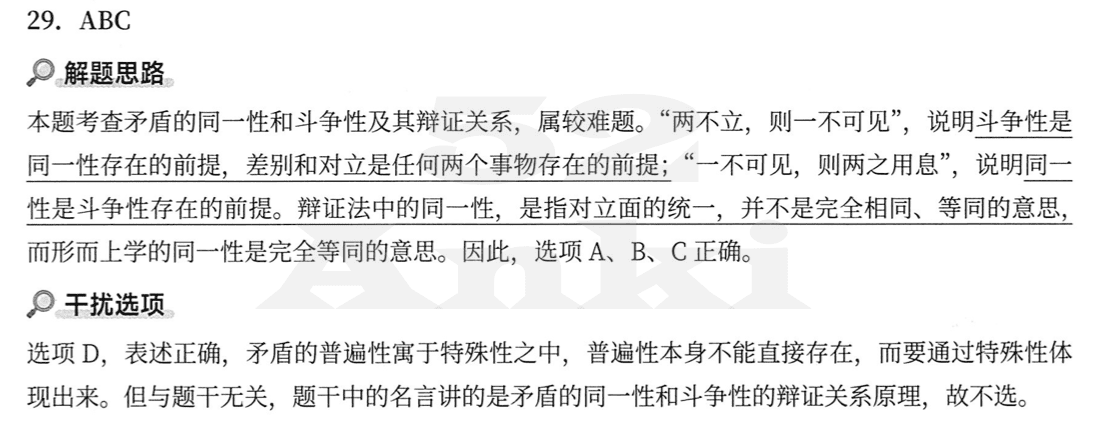 29. ABC
解题思路
本题考查矛盾的同一性和斗争性及其辩证关系，属较难题。“两不立，则一不可见”，说明斗争性是
同一性存在的前提，差别和对立是任何两个事物存在的前提；“一不可见，则两之用息”，说明同一
性是斗争性存在的前提。辩证法中的同一性，是指对立面的统一，并不是完全相同、等同的意思，
而形而上学的同一性是完全等同的意思。因此，选项 A、B、C 正确。
干扰选项
选项 D，表述正确，矛盾的普遍性寓于特殊性之中，普遍性本身不能直接存在，而要通过特殊性体
现出来。但与题干无关，题干中的名言讲的是矛盾的同一性和斗争性的辩证关系原理，故不选。
52
Anki